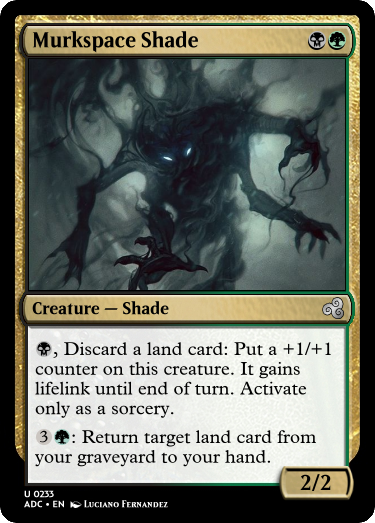 Murkspace Shade
Creature — Shade
, Discard a land card: Put a +1/+1
counter on this creature. It gains
lifelink until end of turn. Activate
only as a sorcery.
3 : Return target land card from
your graveyard to your hand.
2/2
U 0233
ADC • EN Luciano Fernandez